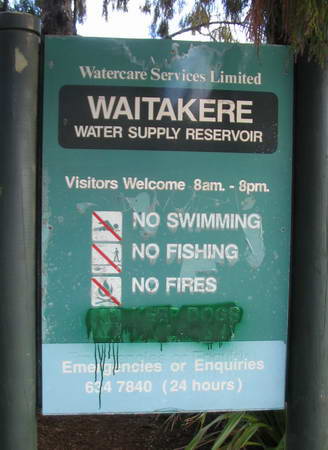 Watercare Services Limited
WAITAKERE
WATER SUPPLY RESERVOIR
Visitors Welcome 8am. - 8pm.
NO SWIMMING
NO FISHING
NO FIRES
DOGS
Emergencies or Enquiries
634 7840 (24 hours)